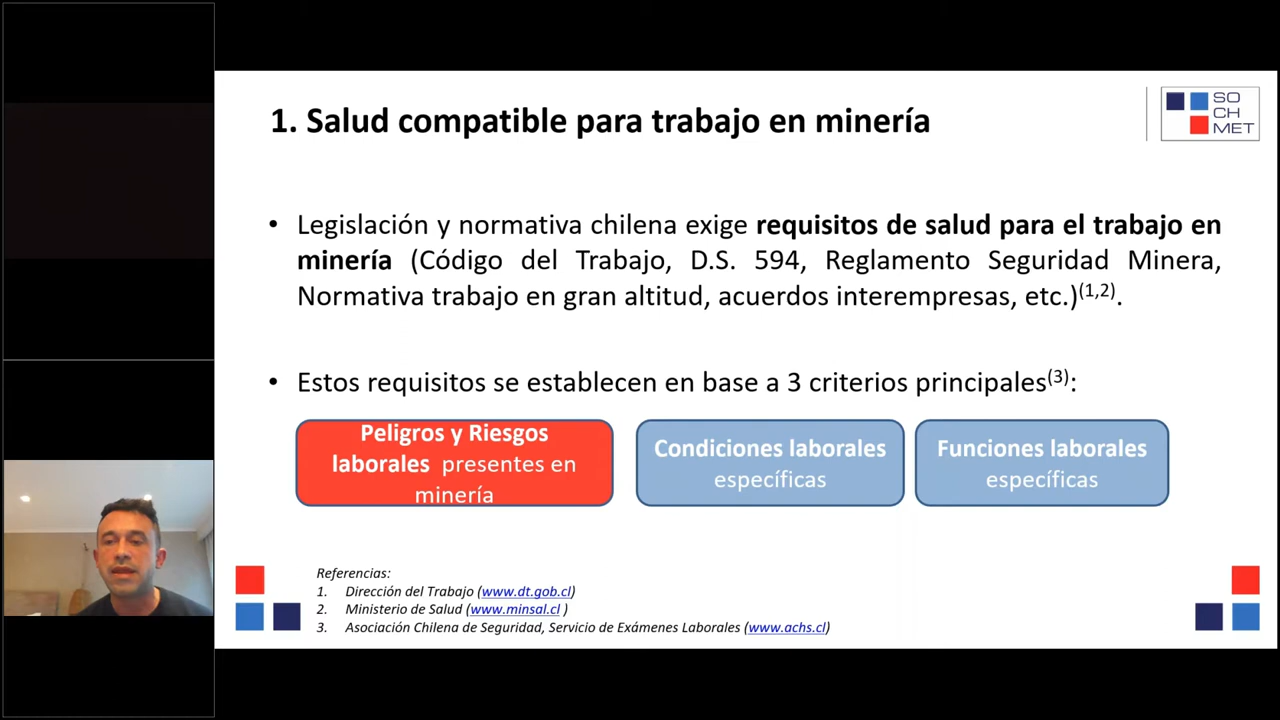 1. Salud compatible para trabajo en minería
SO
CH
MET
• Legislación y normativa chilena exige requisitos de salud para el trabajo en
minería (Código del Trabajo, D.S. 594, Reglamento Seguridad Minera,
Normativa trabajo en gran altitud, acuerdos interempresas, etc.)(1,2).
• Estos requisitos se establecen en base a 3 criterios principales(3):
Peligros y Riesgos
laborales presentes en
minería
Condiciones laborales
específicas
Funciones laborales
específicas
Referencias:
1. Dirección del Trabajo (www.dt.gob.cl)
2. Ministerio de Salud (www.minsal.cl )
3. Asociación Chilena de Seguridad, Servicio de Exámenes Laborales (www.achs.cl)